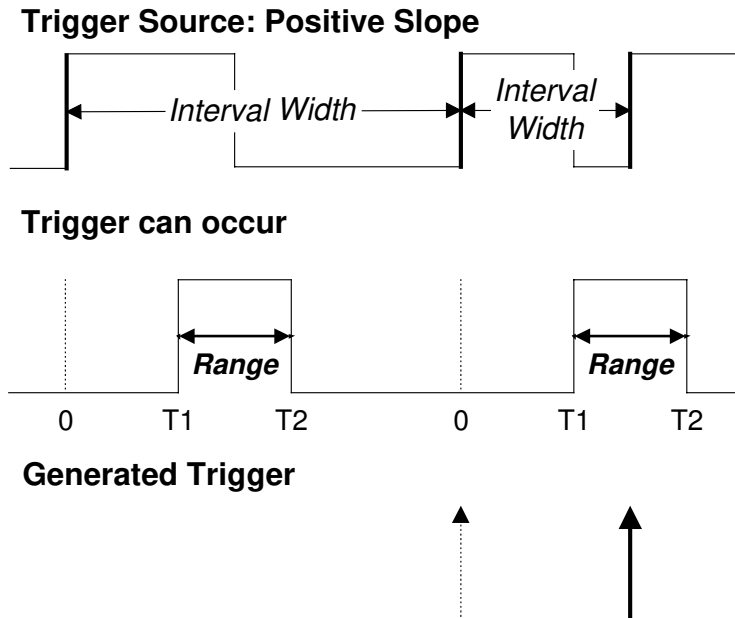 Trigger Source: Positive Slope
Interval Width
Interval
Width
Trigger can occur
Range
Range
0 T1 T2 0 T1 T2
Generated Trigger